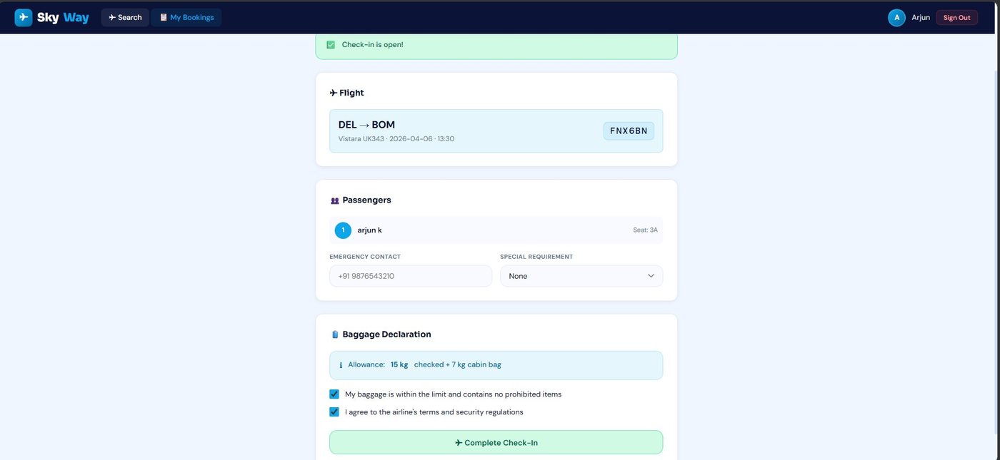 Sky Way
Search
My Bookings
A
Arjun
Sign Out
Check-in is open!
Flight
DEL → BOM
Vistara UK343 · 2026-04-06 · 13:30
FNX6BN
Passengers
1
arjun k
Seat: 3A
EMERGENCY CONTACT
SPECIAL REQUIREMENT
+91 9876543210
None
Baggage Declaration
Allowance: 15 kg checked + 7 kg cabin bag
My baggage is within the limit and contains no prohibited items
I agree to the airline's terms and security regulations
Complete Check-In